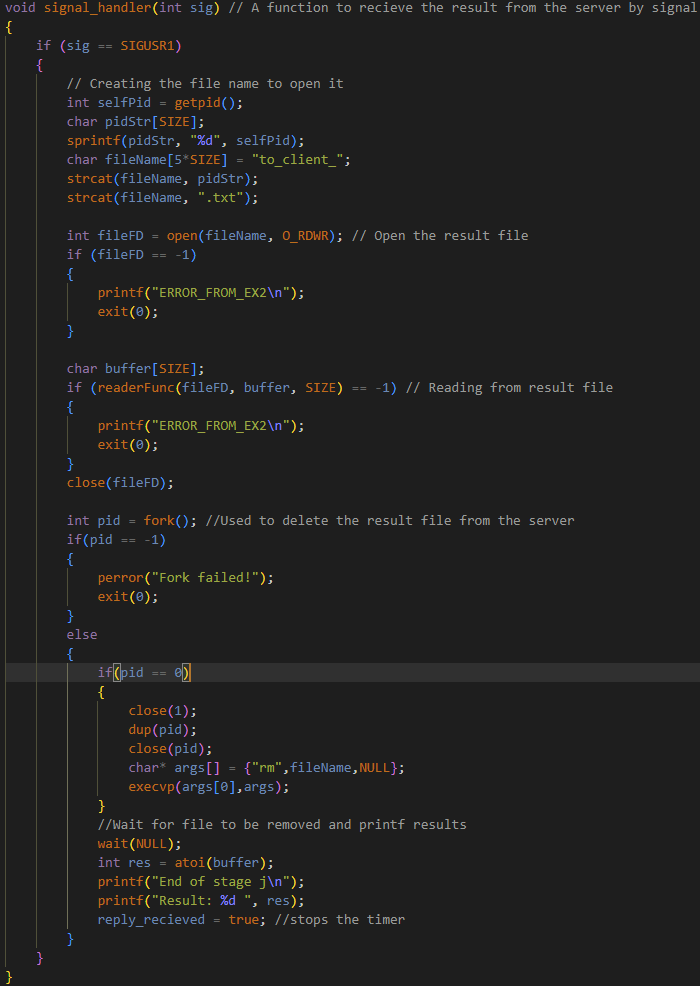 void signal_handler(int sig) // A function to recieve the result from the server by signal
{
    if (sig == SIGUSR1)
    {
        // Creating the file name to open it
        int selfPid = getpid();
        char pidStr[SIZE];
        sprintf(pidStr, "%d", selfPid);
        char fileName[5*SIZE] = "to_client_";
        strcat(fileName, pidStr);
        strcat(fileName, ".txt");

        int fileFD = open(fileName, O_RDWR); // Open the result file
        if (fileFD == -1)
        {
            printf("ERROR_FROM_EX2\n");
            exit(0);
        }

        char buffer[SIZE];
        if (readerFunc(fileFD, buffer, SIZE) == -1) // Reading from result file
        {
            printf("ERROR_FROM_EX2\n");
            exit(0);
        }
        close(fileFD);

        int pid = fork(); //Used to delete the result file from the server
        if(pid == -1)
        {
            perror("Fork failed!");
            exit(0);
        }
        else
        {
            if(pid == 0)
            {
                close(1);
                dup(pid);
                close(pid);
                char* args[] = {"rm",fileName,NULL};
                execvp(args[0],args);
            }
            //Wait for file to be removed and printf results
            wait(NULL);
            int res = atoi(buffer);
            printf("End of stage j\n");
            printf("Result: %d ", res);
            reply_recieved = true; //stops the timer
        }
    }
}